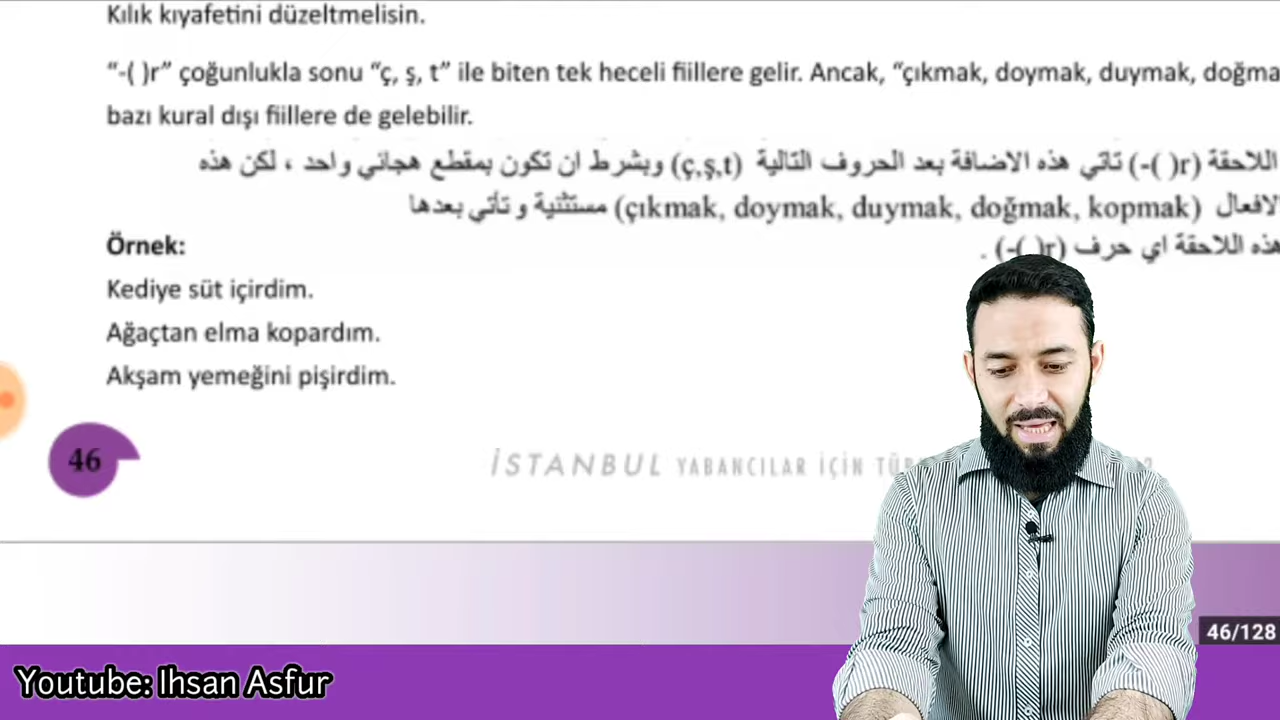 Kılık kıyafetini düzeltmelisin.
“-( )r” çoğunlukla sonu “ç, ş, t” ile biten tek heceli fiillere gelir. Ancak, “çıkmak, doymak, duymak, doğma
bazı kural dışı fiillere de gelebilir.
اللاحقة (-( )r) تاتي هذه الاضافة بعد الحروف التالية (ç,ş,t) وبشرط ان تكون بمقطع هجائي واحد ، لكن هذه
لافعال (çıkmak, doymak, duymak, doğmak, kopmak) مستثنية و تأتي بعدها
هذه اللاحقة اي حرف (-( )r) .
Örnek:
Kediye süt içirdim.
Ağaçtan elma kopardım.
Akşam yemeğini pişirdim.
46
İSTANBUL YABANCILAR İÇİN
46/128
Youtube: Ihsan Asfur